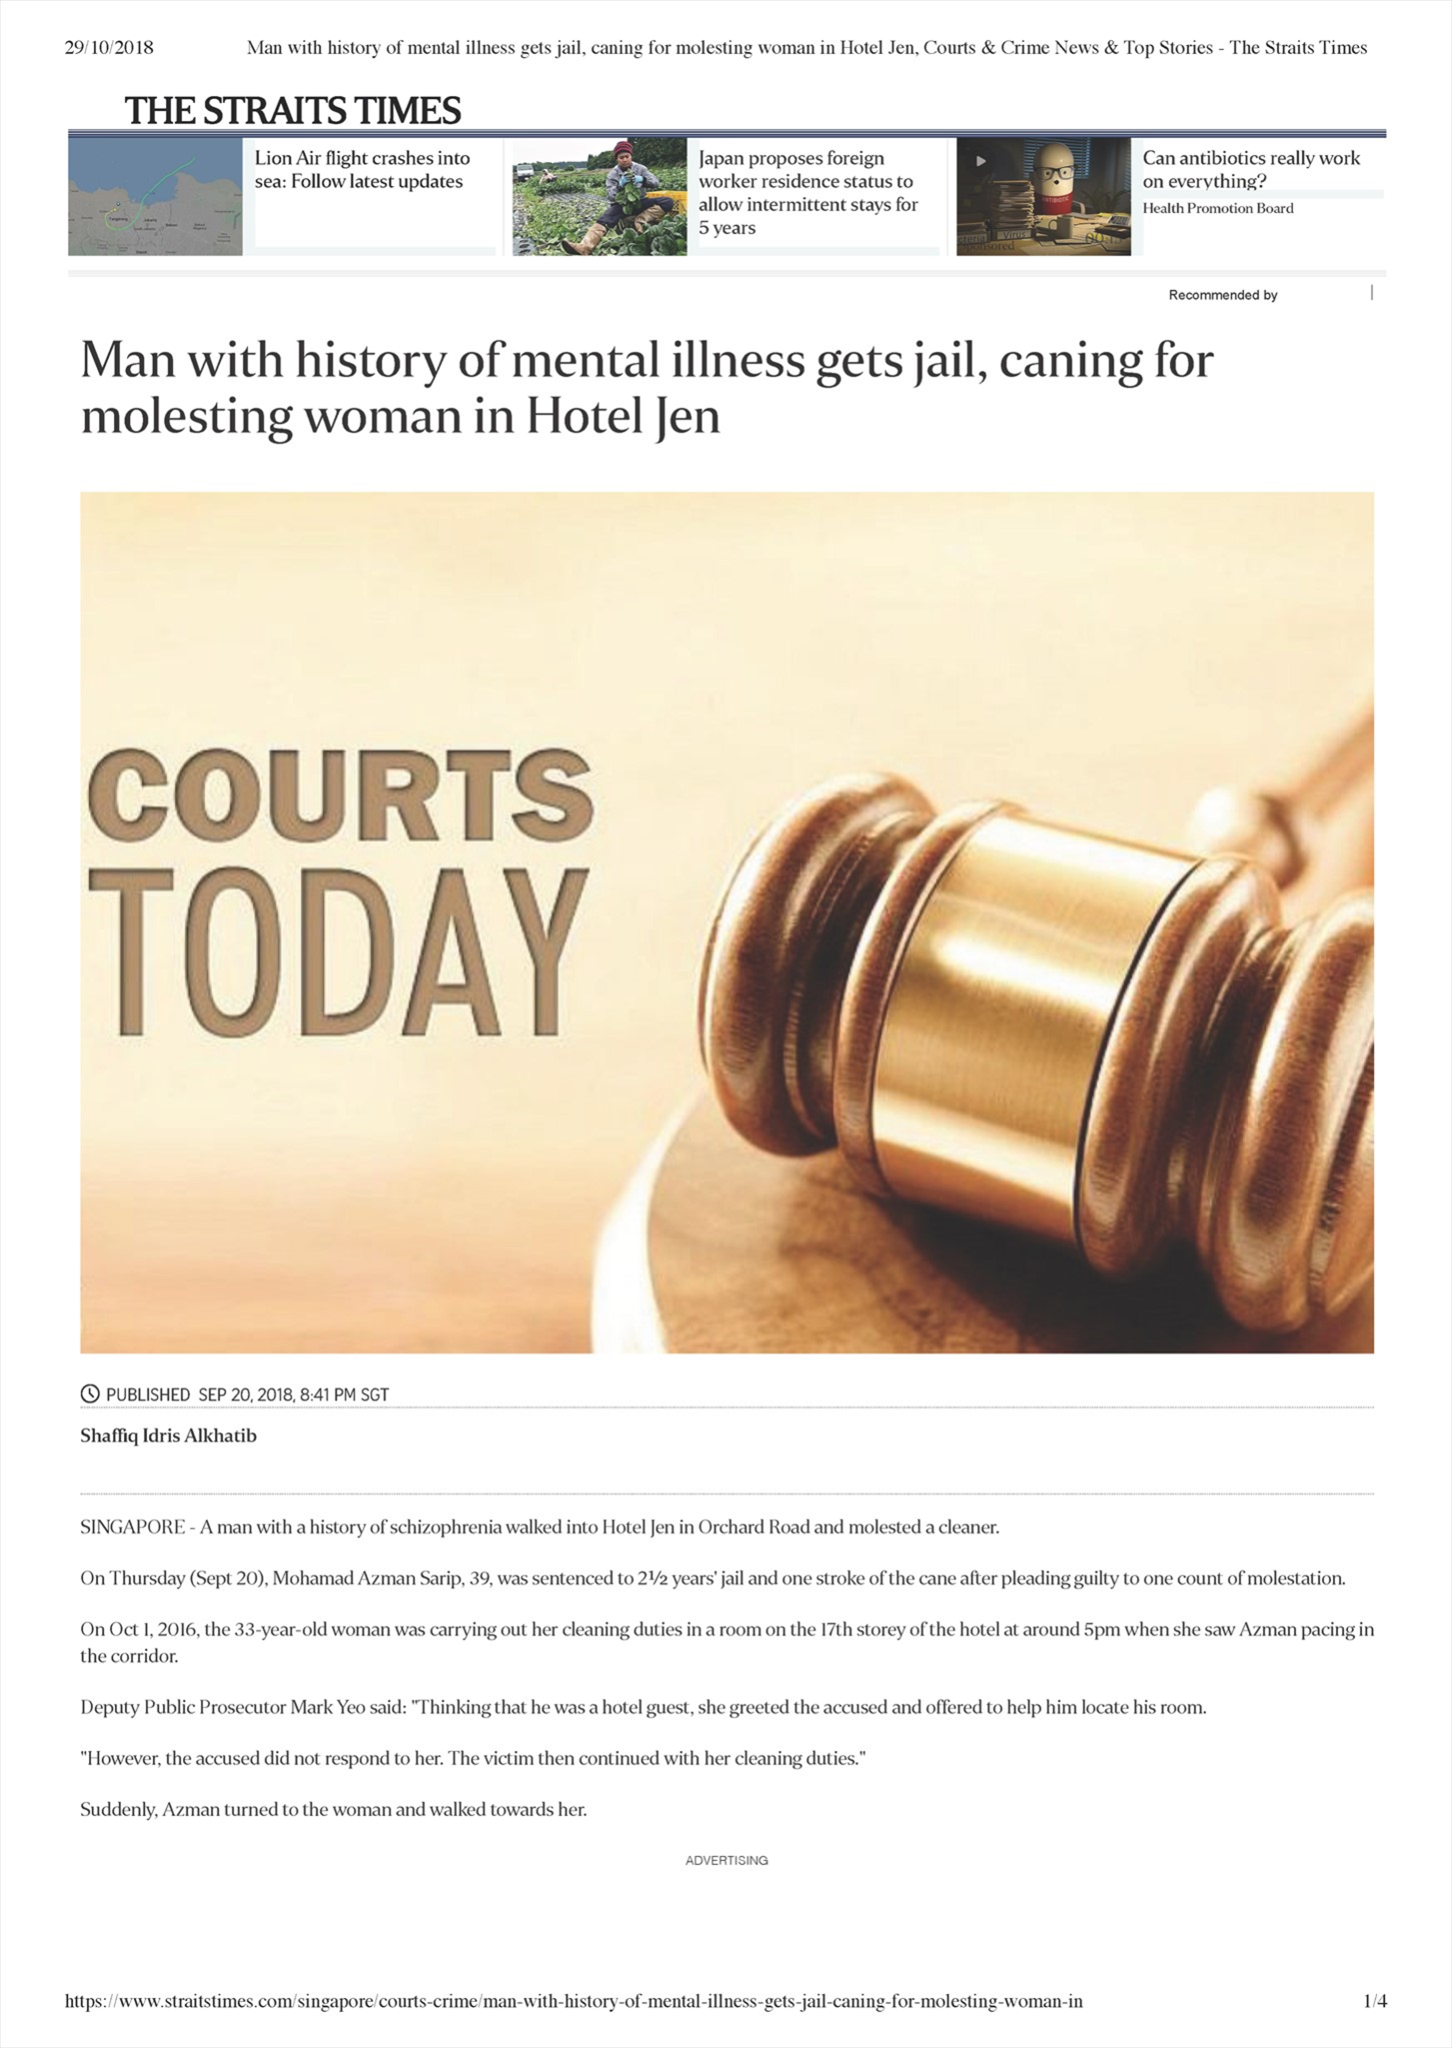 29/10/2018 Man with history of mental illness gets jail, caning for molesting woman in Hotel Jen, Courts & Crime News & Top Stories - The Straits Times
THE STRAITS TIMES
Lion Air flight crashes into
sea: Follow latest updates
Japan proposes foreign
worker residence status to
allow intermittent stays for
5 years
Can antibiotics really work
on everything?
Health Promotion Board
Recommended by
Man with history of mental illness gets jail, caning for
molesting woman in Hotel Jen
COURTS
TODAY
PUBLISHED SEP 20, 2018, 8:41 PM SGT
Shaffiq Idris Alkhatib
SINGAPORE - A man with a history of schizophrenia walked into Hotel Jen in Orchard Road and molested a cleaner.
On Thursday (Sept 20), Mohamad Azman Sarip, 39, was sentenced to 2½ years' jail and one stroke of the cane after pleading guilty to one count of molestation.
On Oct 1, 2016, the 33-year-old woman was carrying out her cleaning duties in a room on the 17th storey of the hotel at around 5pm when she saw Azman pacing in
the corridor.
Deputy Public Prosecutor Mark Yeo said: "Thinking that he was a hotel guest, she greeted the accused and offered to help him locate his room.
"However, the accused did not respond to her. The victim then continued with her cleaning duties."
Suddenly, Azman turned to the woman and walked towards her.
ADVERTISING
https://www.straitstimes.com/singapore/courts-crime/man-with-history-of-mental-illness-gets-jail-caning-for-molesting-woman-in 1/4